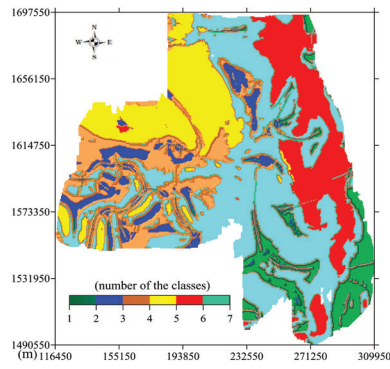 1697550
N
W E
S
1656150
1614750
1573350
1531950
(number of the classes)
1 2 3 4 5 6 7
1490550
(m)
116450 155150 193850 232550 271250 309950